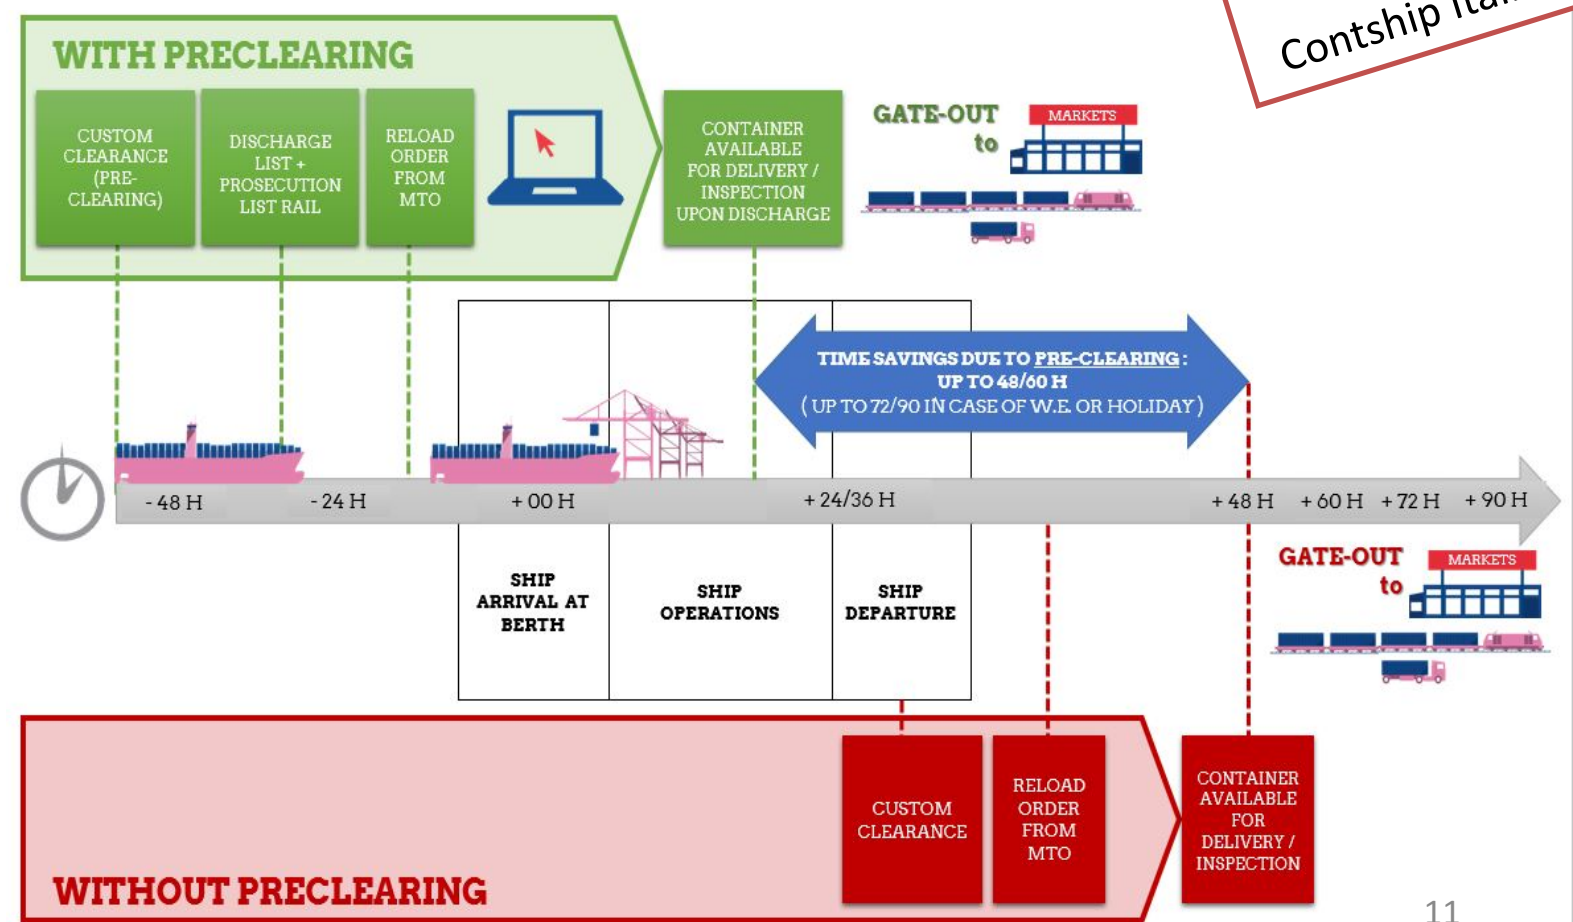 Contship
WITH PRECLEARING
CUSTOM
CLEARANCE
(PRE-
CLEARING)
DISCHARGE
LIST +
PROSECUTION
LIST RAIL
RELOAD
ORDER
FROM
MTO
CONTAINER
AVAILABLE
FOR DELIVERY /
INSPECTION
UPON DISCHARGE
GATE-OUT
to
MARKETS
TIME SAVINGS DUE TO PRE-CLEARING :
UP TO 48/60 H
( UP TO 72/90 IN CASE OF W.E. OR HOLIDAY )
- 48 H
- 24 H
+ 00 H
+ 24/36 H
+ 48 H
+ 60 H
+ 72 H
+ 90 H
SHIP
ARRIVAL AT
BERTH
SHIP
OPERATIONS
SHIP
DEPARTURE
GATE-OUT
to
MARKETS
CUSTOM
CLEARANCE
RELOAD
ORDER
FROM
MTO
CONTAINER
AVAILABLE
FOR
DELIVERY /
INSPECTION
WITHOUT PRECLEARING
11